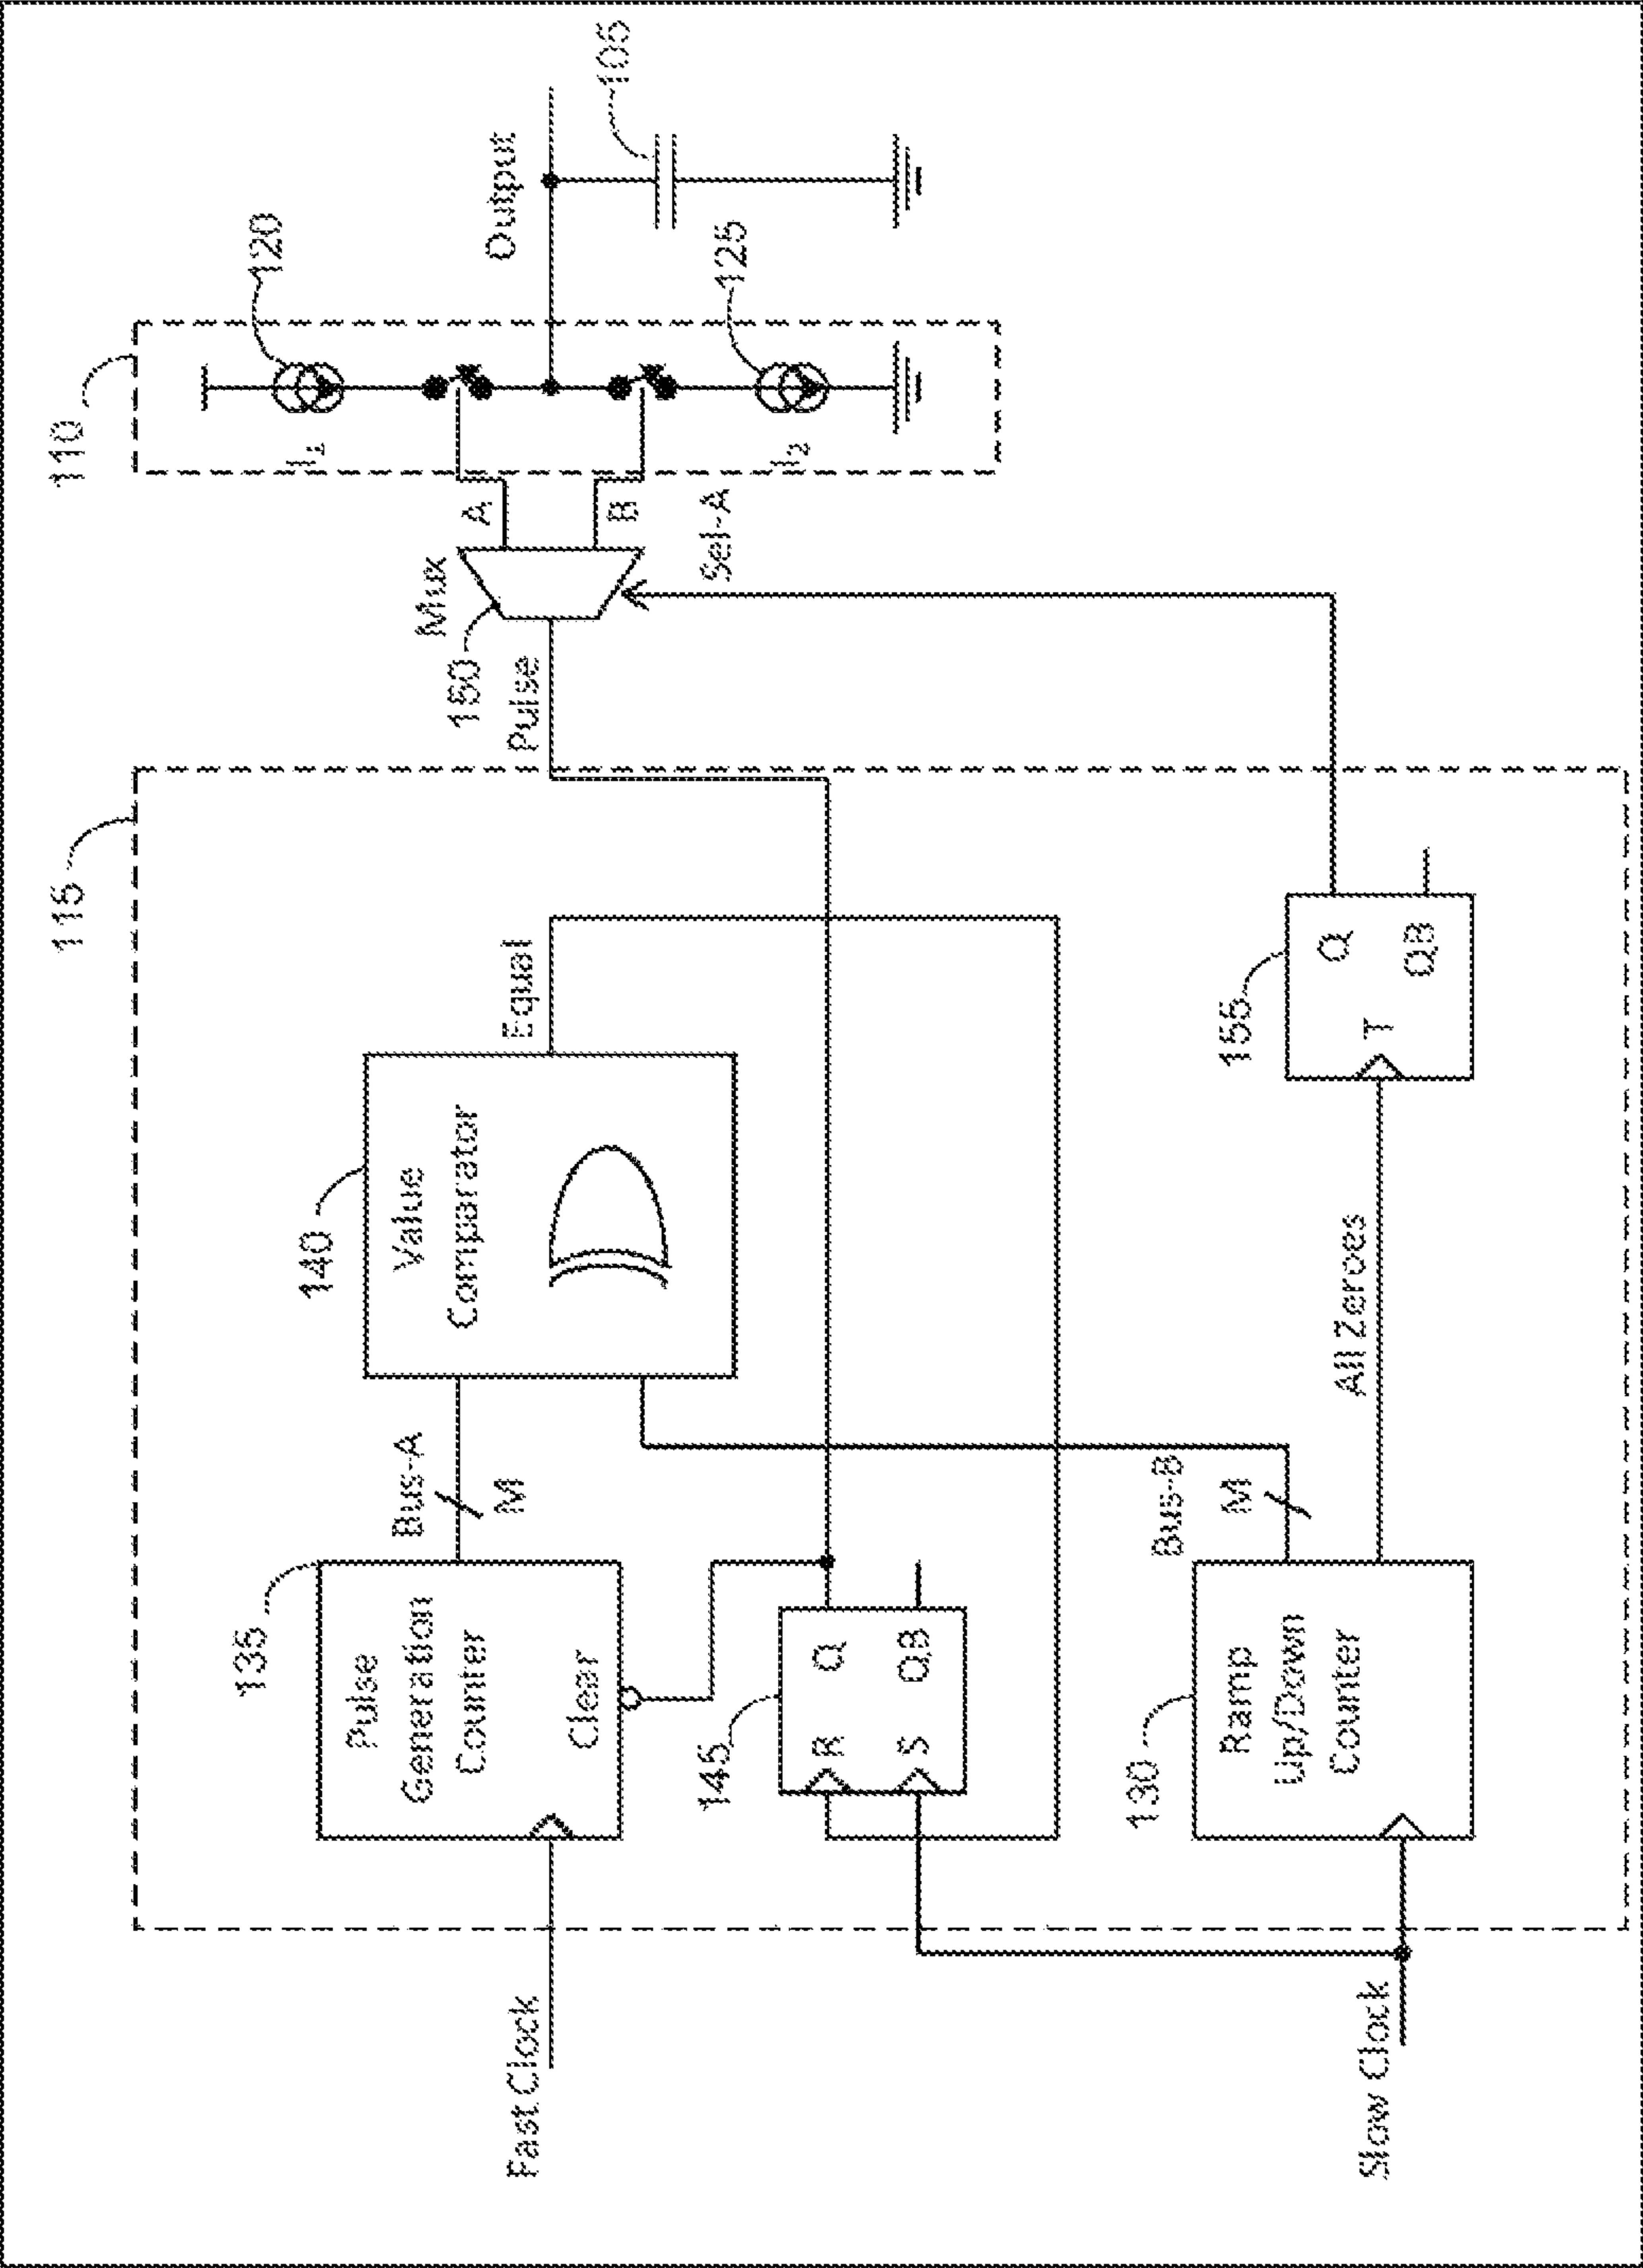 115
110
120
I1
135
Pulse
Generation
Counter
Clear
Bus-A
M
140
Value
Comparator
Equal
Fast Clock
Pulse
150
Mux
A
B
Sel-A
Output
105
125
I2
145
R
Q
S
QB
130
Ramp
Up/Down
Counter
Bus-B
M
All Zeroes
155
T
Q
QB
Slow Clock